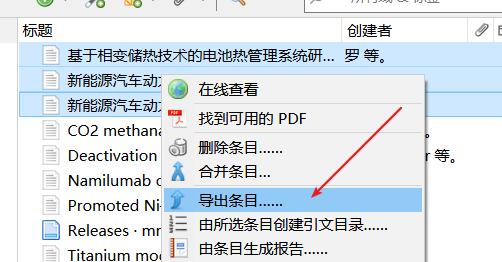 标题 创建者
基于相变储热技术的电池热管理系统研... 罗 等。
新能源汽车动
新能源汽车动
CO2 methana
Deactivation 等。
Namilumab
Promoted Ni-
Releases · mr
Titanium mo
在线查看
找到可用的 PDF
删除条目......
合并条目...
导出条目......
由所选条目创建引文目录......
由条目生成报告......